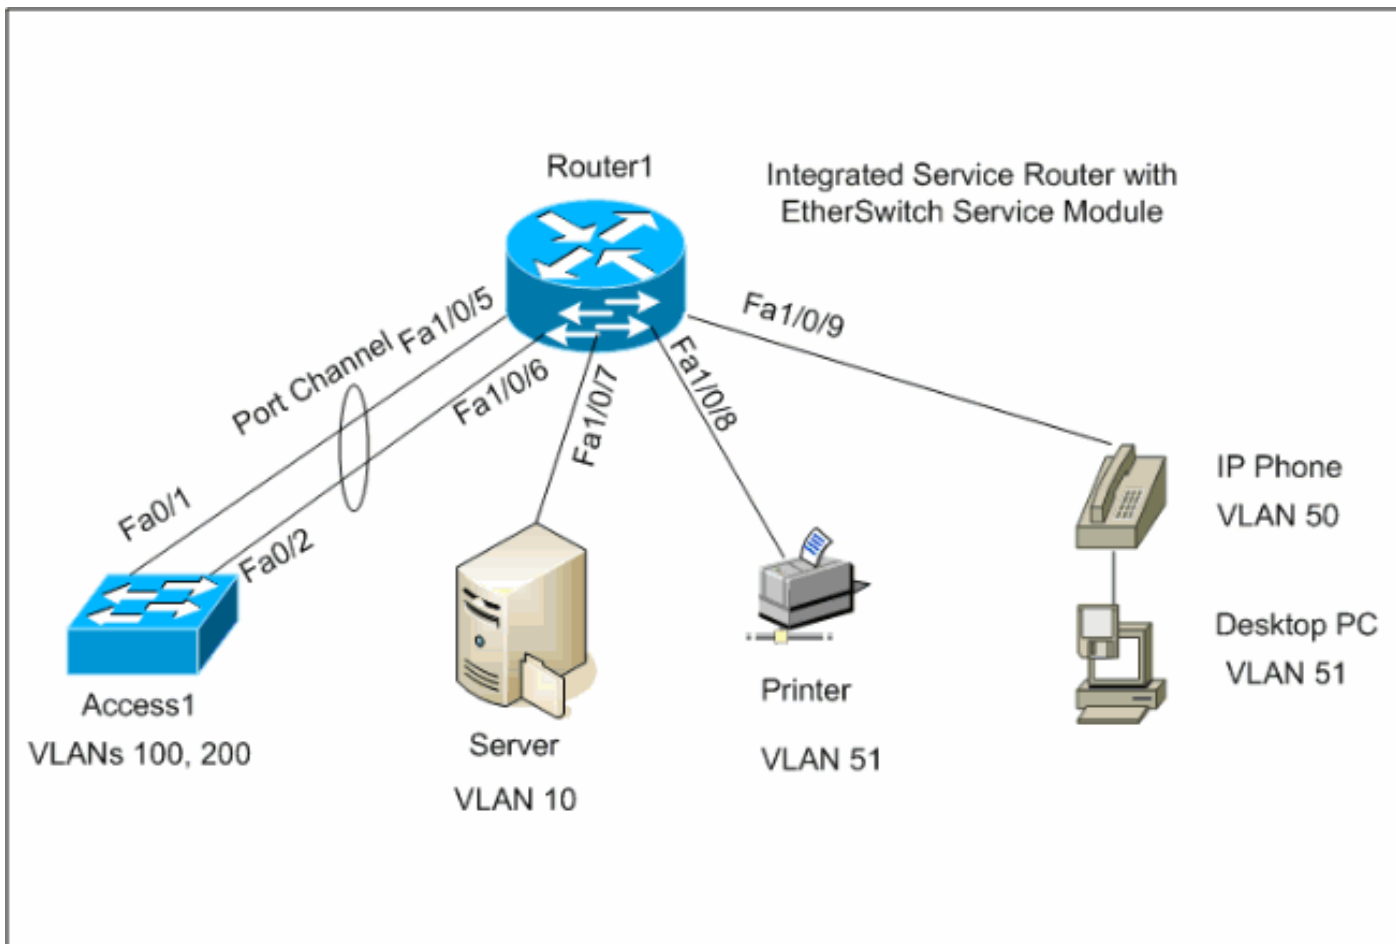 Router1
Integrated Service Router with
EtherSwitch Service Module
Port Channel
Fa1/0/5
Fa1/0/6
Fa1/0/7
Fa1/0/8
Fa1/0/9
Fa0/1
Fa0/2
IP Phone
VLAN 50
Desktop PC
VLAN 51
Access1
VLANs 100, 200
Server
VLAN 10
Printer
VLAN 51